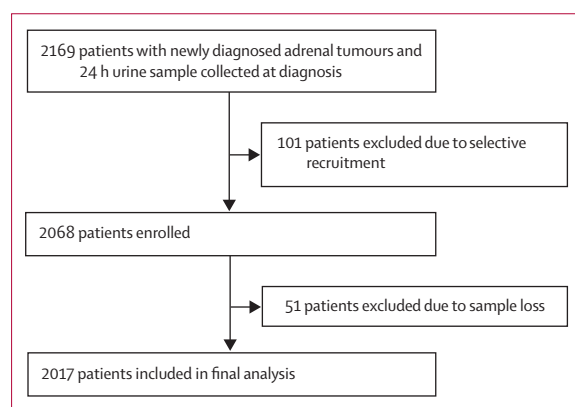 2169 patients with newly diagnosed adrenal tumours and
24 h urine sample collected at diagnosis
101 patients excluded due to selective
recruitment
2068 patients enrolled
51 patients excluded due to sample loss
2017 patients included in final analysis